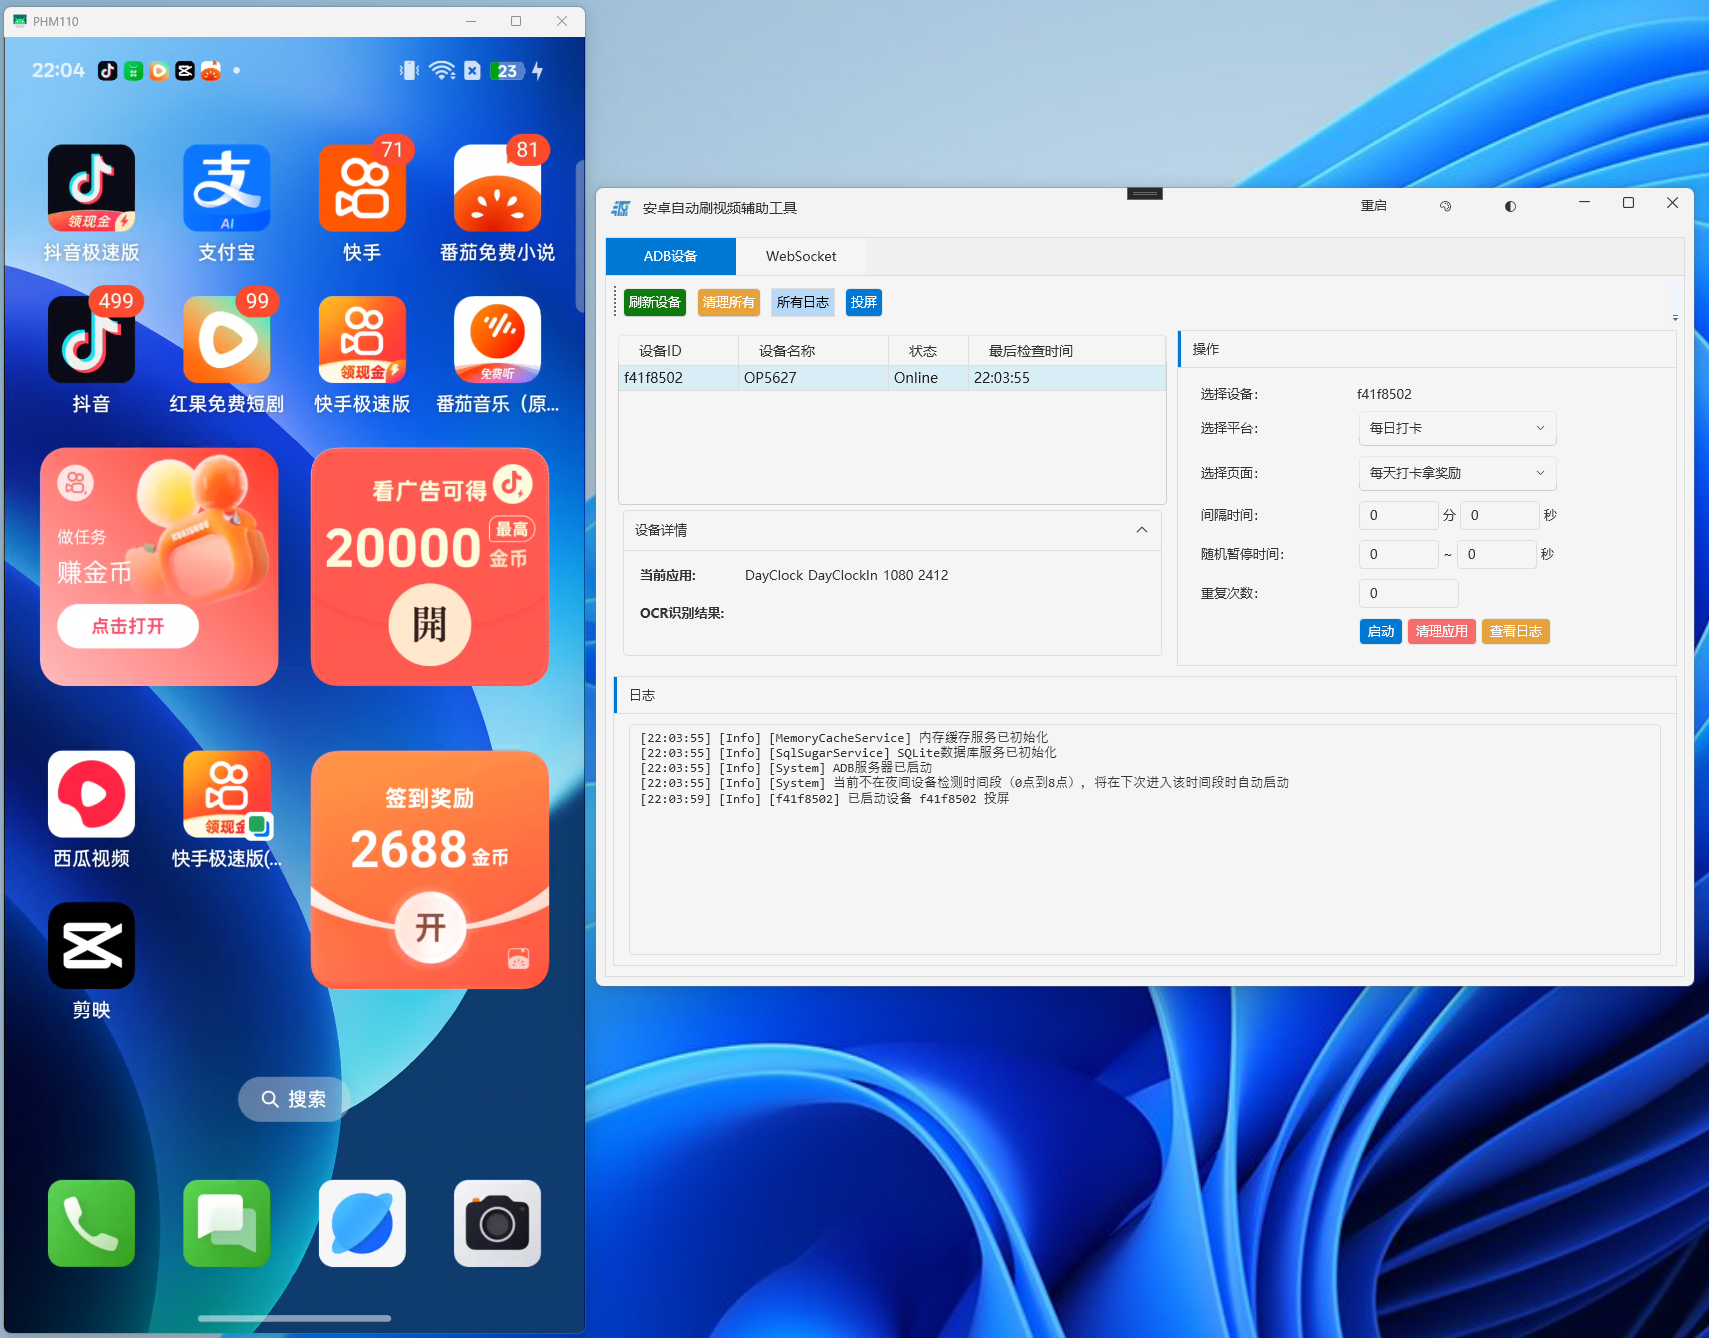 PHM110
22:04
23
71
81
领现金
AI
抖音极速版
支付宝
快手
番茄免费小说
499
99
领现金
免费听
抖音
红果免费短剧
快手极速版
番茄音乐（原...
做任务
赚金币
点击打开
看广告可得
20000
最高
金币
開
领现金
西瓜视频
快手极速版(...
签到奖励
2688金币
开
剪映
搜索
安卓自动刷视频辅助工具
重启
ADB设备
WebSocket
刷新设备
清理所有
所有日志
投屏
设备ID
设备名称
状态
最后检查时间
f41f8502
OP5627
Online
22:03:55
设备详情
当前应用:
DayClock DayClockIn 1080 2412
OCR识别结果:
操作
选择设备:
f41f8502
选择平台:
每日打卡
选择页面:
每天打卡拿奖励
间隔时间:
0 分 0 秒
随机暂停时间:
0 ~ 0 秒
重复次数:
0
启动
清理应用
查看日志
日志
[22:03:55] [Info] [MemoryCacheService] 内存缓存服务已初始化
[22:03:55] [Info] [SqlSugarService] SQLite数据库服务已初始化
[22:03:55] [Info] [System] ADB服务器已启动
[22:03:55] [Info] [System] 当前不在夜间设备检测时间段（0点到8点），将在下次进入该时间段时自动启动
[22:03:59] [Info] [f41f8502] 已启动设备 f41f8502 投屏